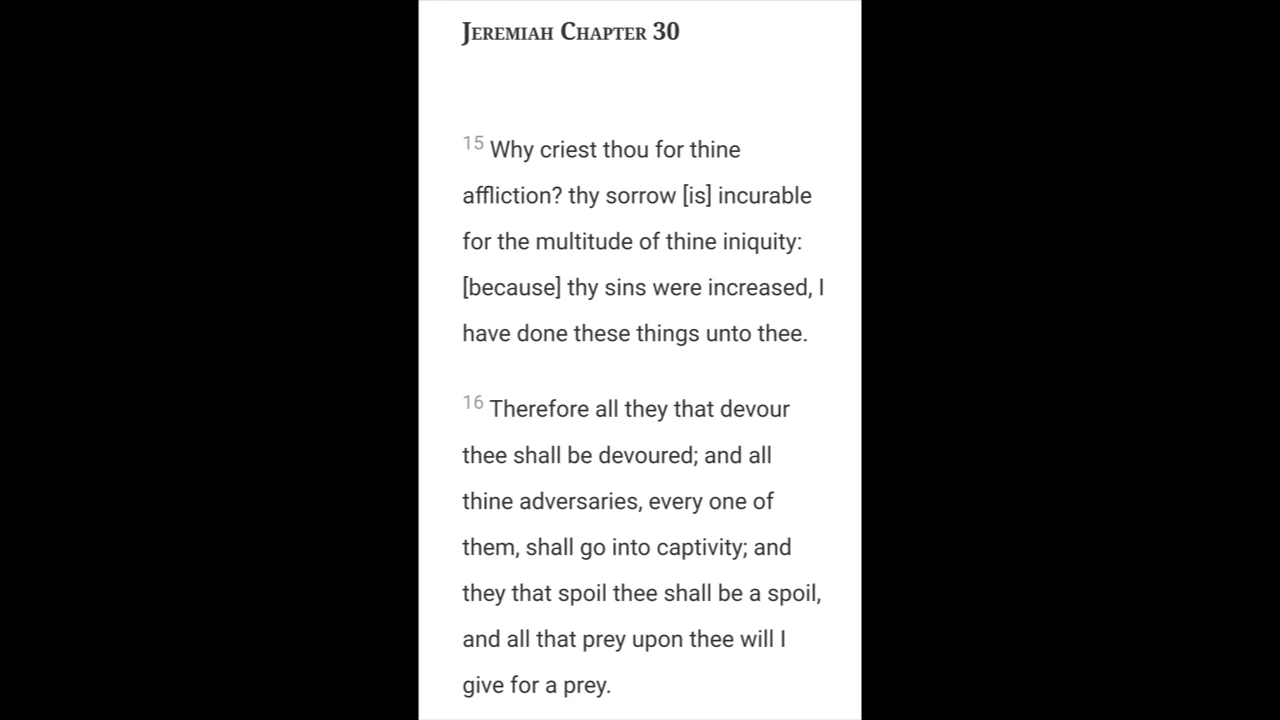 Jeremiah Chapter 30
15 Why criest thou for thine
affliction? thy sorrow [is] incurable
for the multitude of thine iniquity:
[because] thy sins were increased, I
have done these things unto thee.
16 Therefore all they that devour
thee shall be devoured; and all
thine adversaries, every one of
them, shall go into captivity; and
they that spoil thee shall be a spoil,
and all that prey upon thee will I
give for a prey.